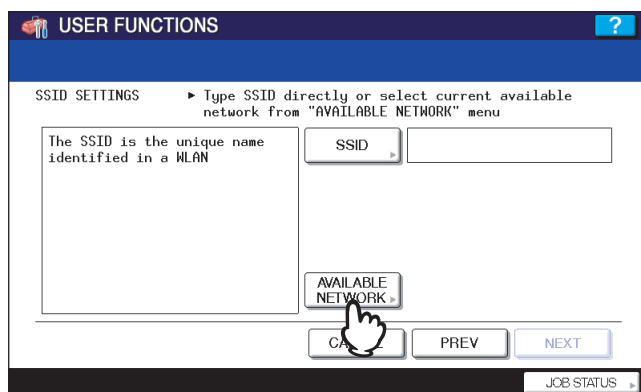 USER FUNCTIONS
?
SSID SETTINGS ► Type SSID directly or select current available
network from "AVAILABLE NETWORK" menu
The SSID is the unique name
identified in a WLAN
SSID
AVAILABLE
NETWORK
PREV
NEXT
JOB STATUS